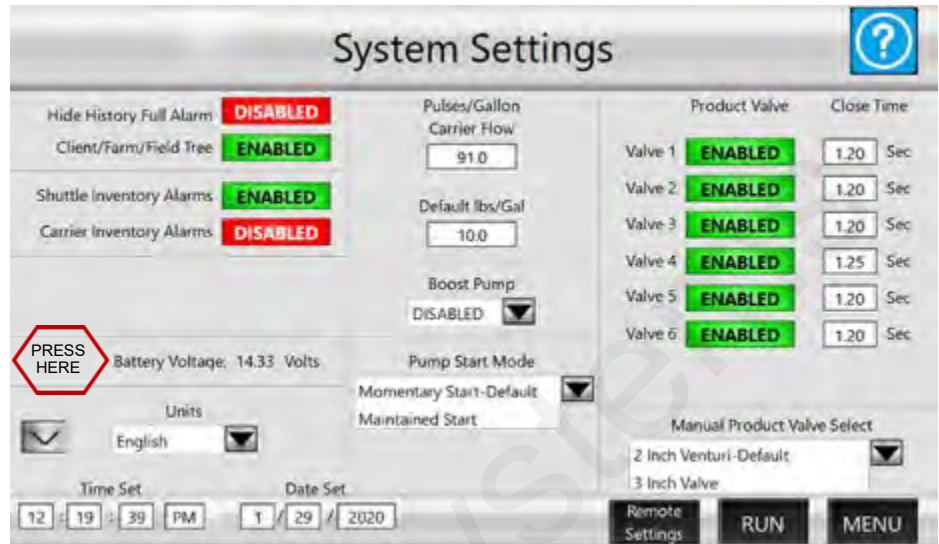 System Settings
?
Hide History Full Alarm DISABLED
Client/Farm/Field Tree ENABLED
Shuttle Inventory Alarms ENABLED
Carrier Inventory Alarms DISABLED
PRESS
HERE
Battery Voltage: 14.33 Volts
Units
English
Time Set
12 : 19 : 39 PM
Date Set
1 / 29 / 2020
Pulses/Gallon
Carrier Flow
91.0
Default lbs/Gal
10.0
Boost Pump
DISABLED
Pump Start Mode
Momentary Start-Default
Maintained Start
Product Valve Close Time
Valve 1 ENABLED 1.20 Sec
Valve 2 ENABLED 1.20 Sec
Valve 3 ENABLED 1.20 Sec
Valve 4 ENABLED 1.25 Sec
Valve 5 ENABLED 1.20 Sec
Valve 6 ENABLED 1.20 Sec
Manual Product Valve Select
2 Inch Venturi-Default
3 Inch Valve
Remote
Settings
RUN
MENU